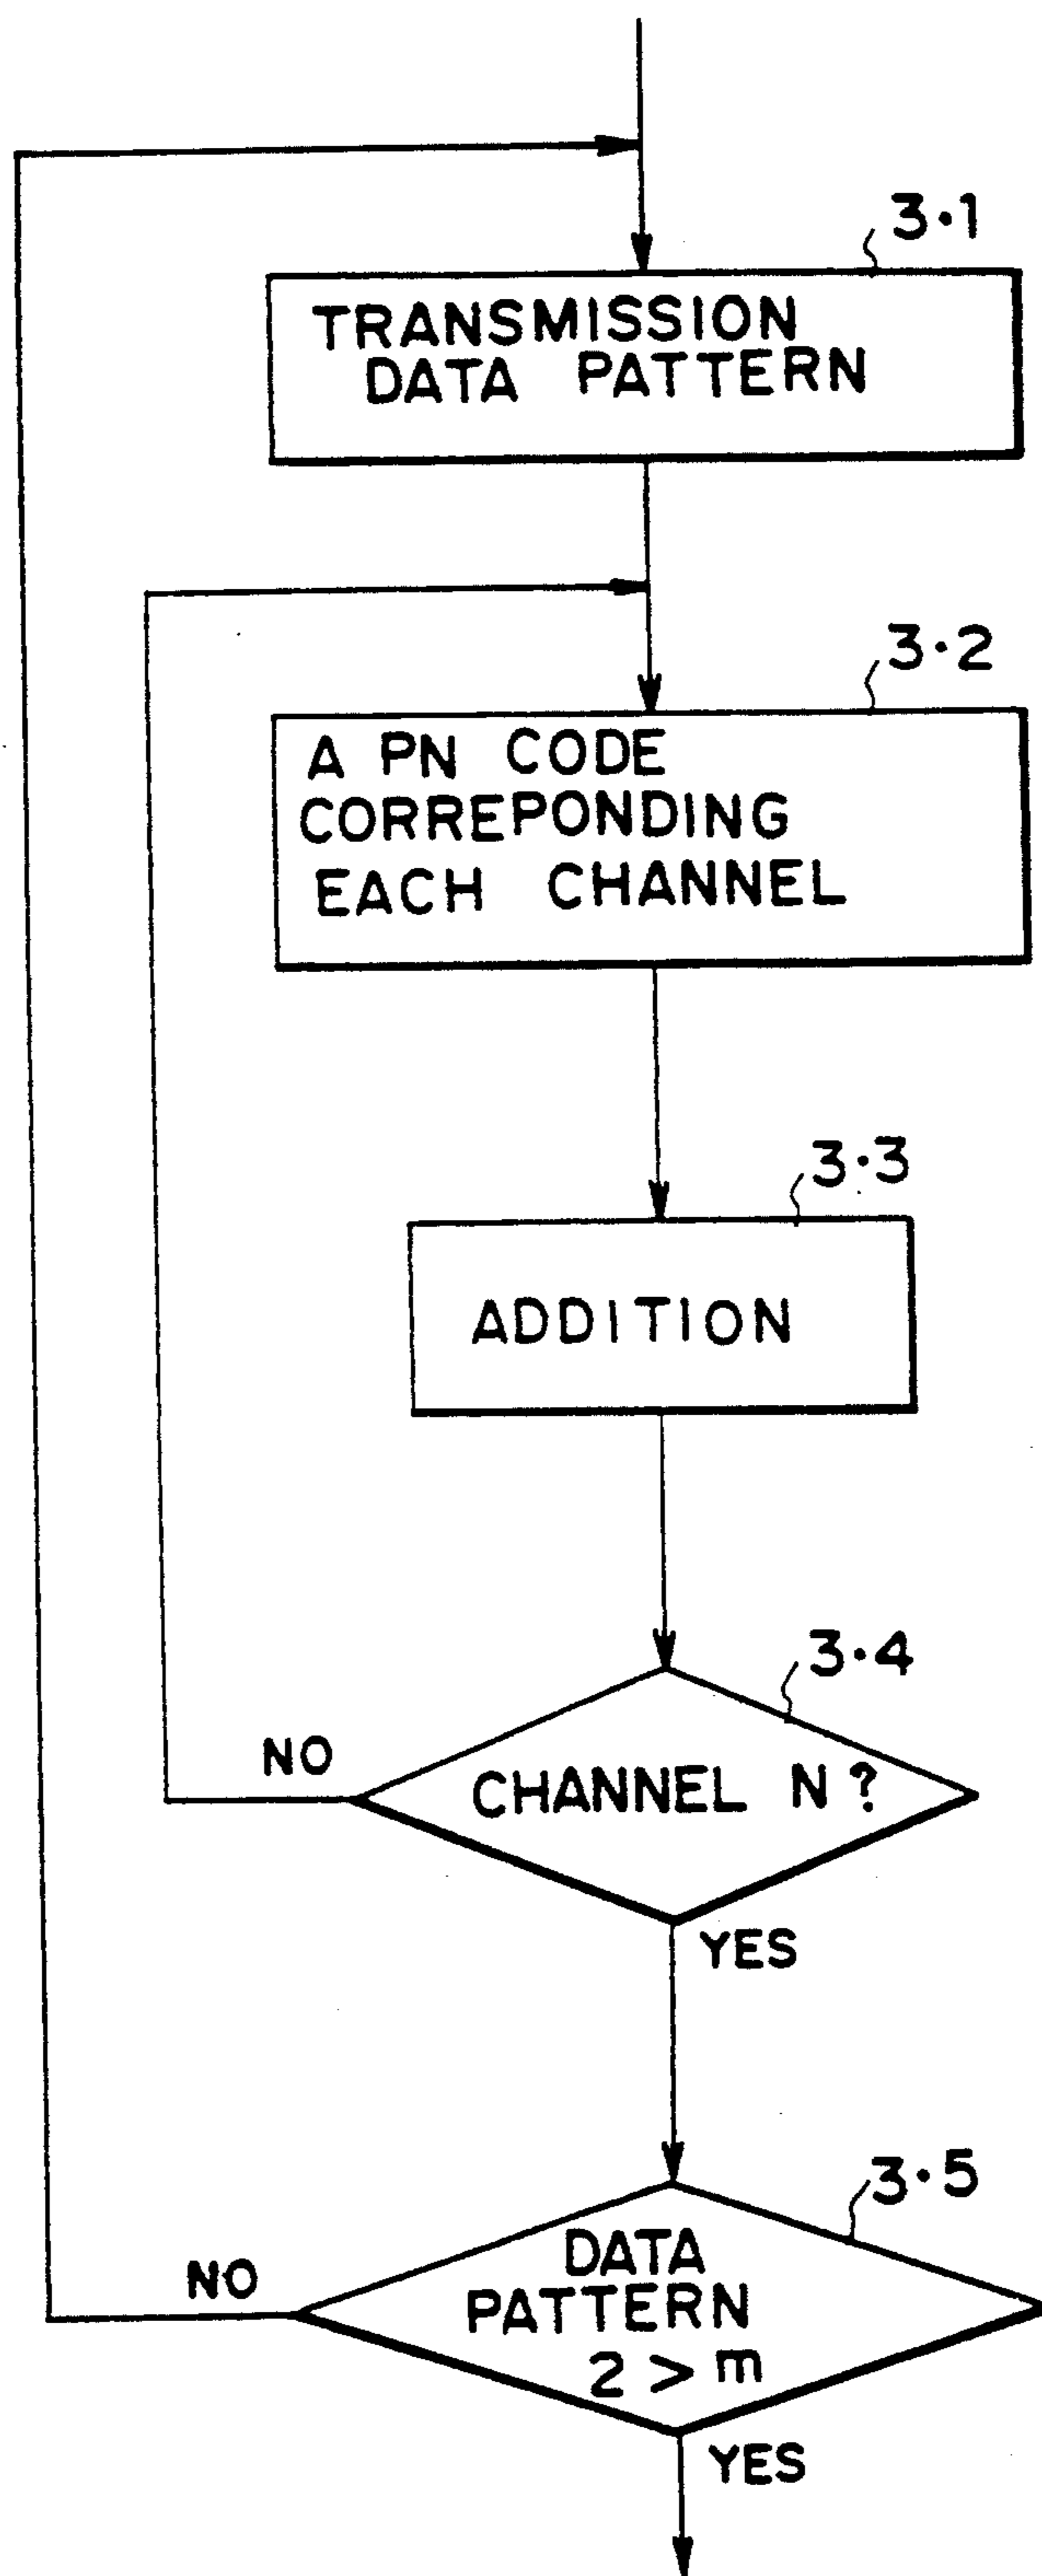 3·1
TRANSMISSION
DATA PATTERN
3·2
A PN CODE
CORREPONDING
EACH CHANNEL
3·3
ADDITION
3·4
NO
CHANNEL N?
YES
3·5
NO
DATA
PATTERN
2 > m
YES